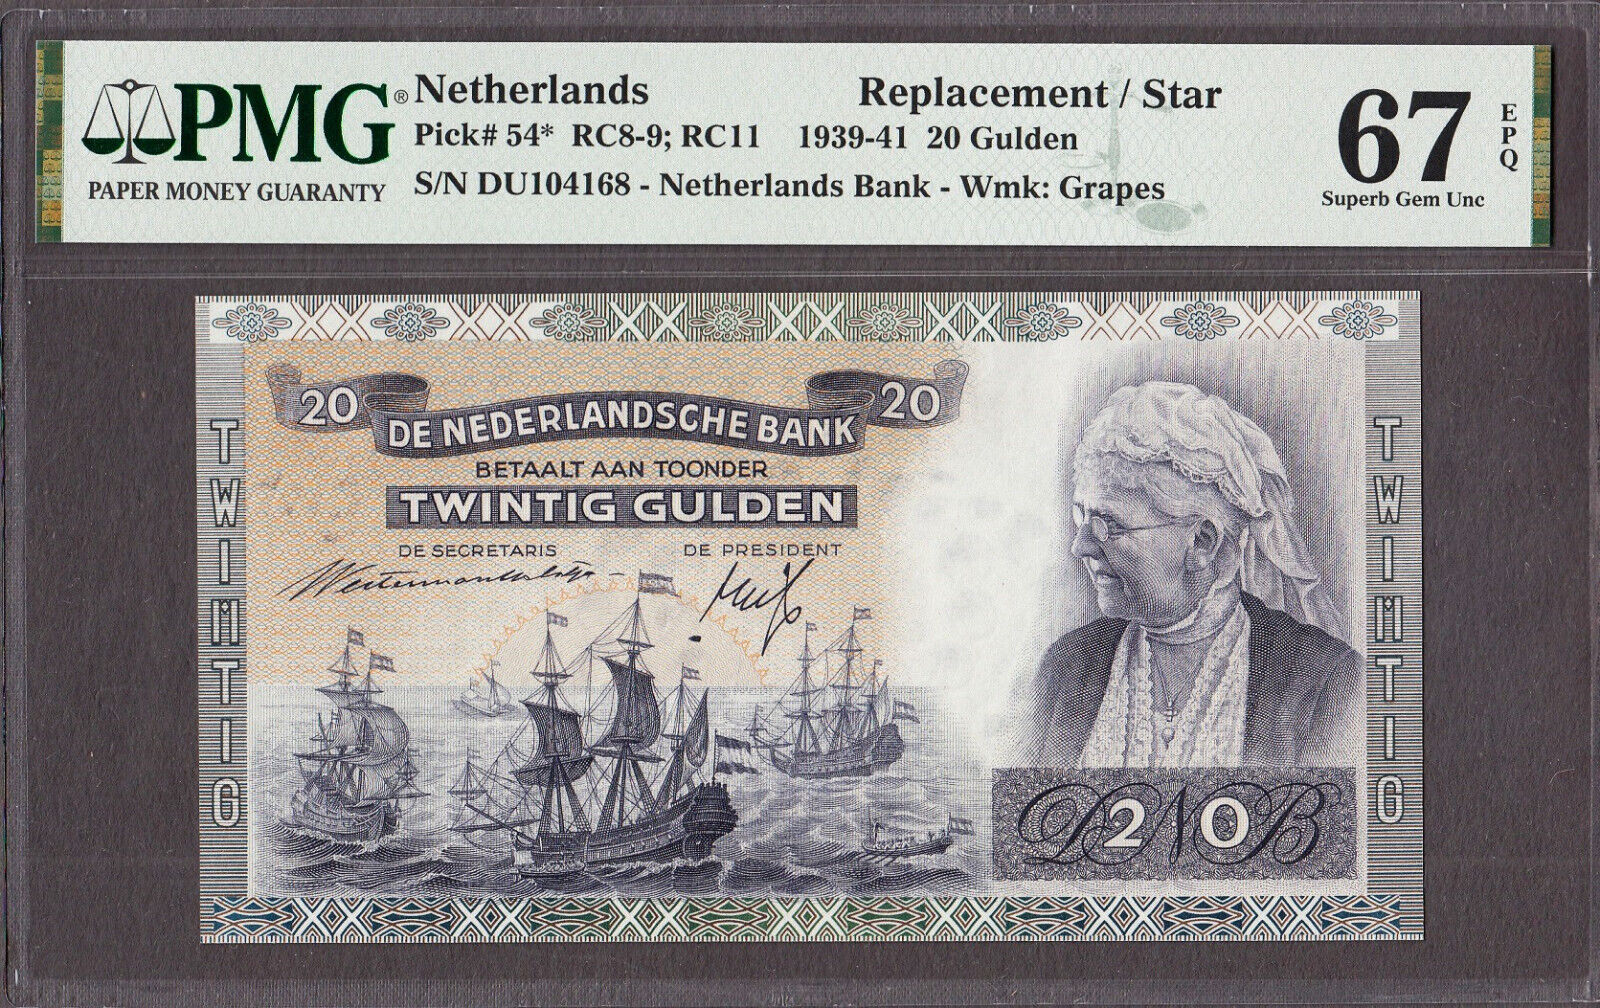 PMG®
PAPER MONEY GUARANTY
Netherlands Replacement / Star
Pick# 54* RC8-9; RC11 1939-41 20 Gulden
S/N DU104168 - Netherlands Bank - Wmk: Grapes
67 EPQ
Superb Gem Unc
20 20
DE NEDERLANDSCHE BANK
BETAALT AAN TOONDER
TWINTIG GULDEN
DE SECRETARIS DE PRESIDENT
TWINTIG
TWINTIG
DNB
20